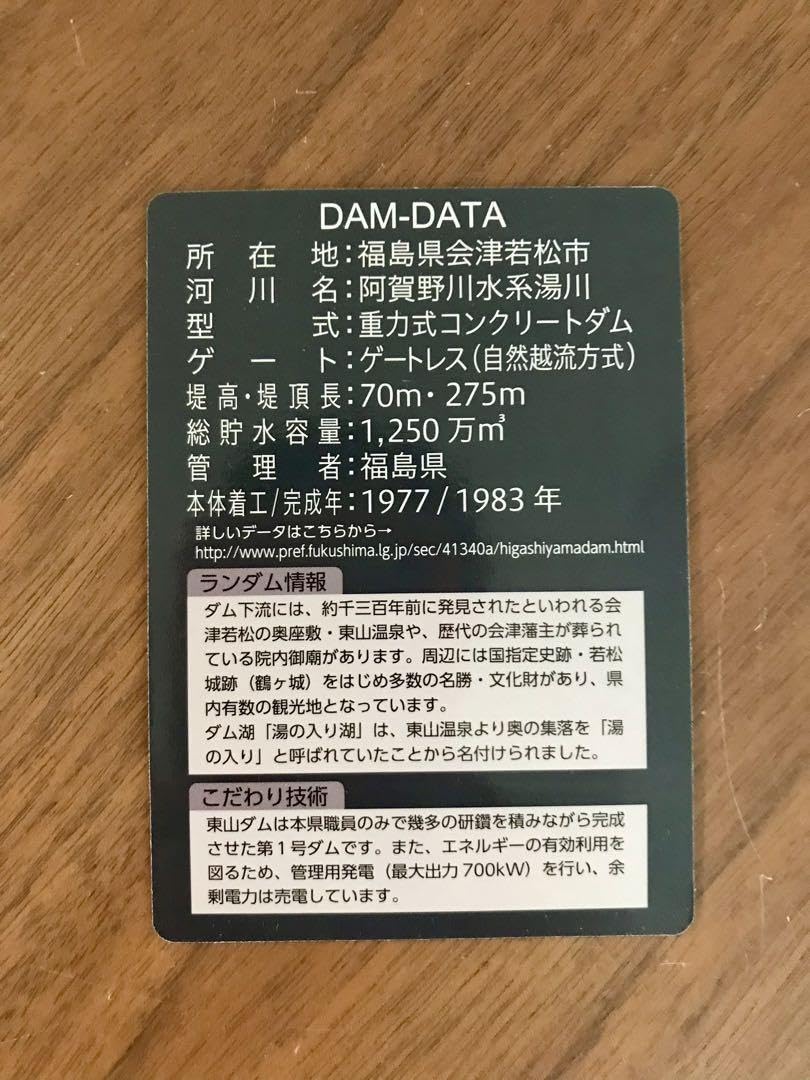 DAM-DATA
所在地：福島県会津若松市
河川名：阿賀野川水系湯川
型式：重力式コンクリートダム
ゲート：ゲートレス（自然越流方式）
堤高・堤頂長：70m・275m
総貯水容量：1,250万㎥
管理者：福島県
本体着工/完成年：1977/1983年
詳しいデータはこちらから→
http://www.pref.fukushima.lg.jp/sec/41340a/higashiyamadam.html
ランダム情報
ダム下流には、約千三百年前に発見されたといわれる会
津若松の奥座敷・東山温泉や、歴代の会津藩主が葬られ
ている院内御廟があります。周辺には国指定史跡・若松
城跡（鶴ヶ城）をはじめ多数の名勝・文化財があり、県
内有数の観光地となっています。
ダム湖「湯の入り湖」は、東山温泉より奥の集落を「湯
の入り」と呼ばれていたことから名付けられました。
こだわり技術
東山ダムは本県職員のみで幾多の研鑽を積みながら完成
させた第1号ダムです。また、エネルギーの有効利用を
図るため、管理用発電（最大出力700kW）を行い、余
剰電力は売電しています。